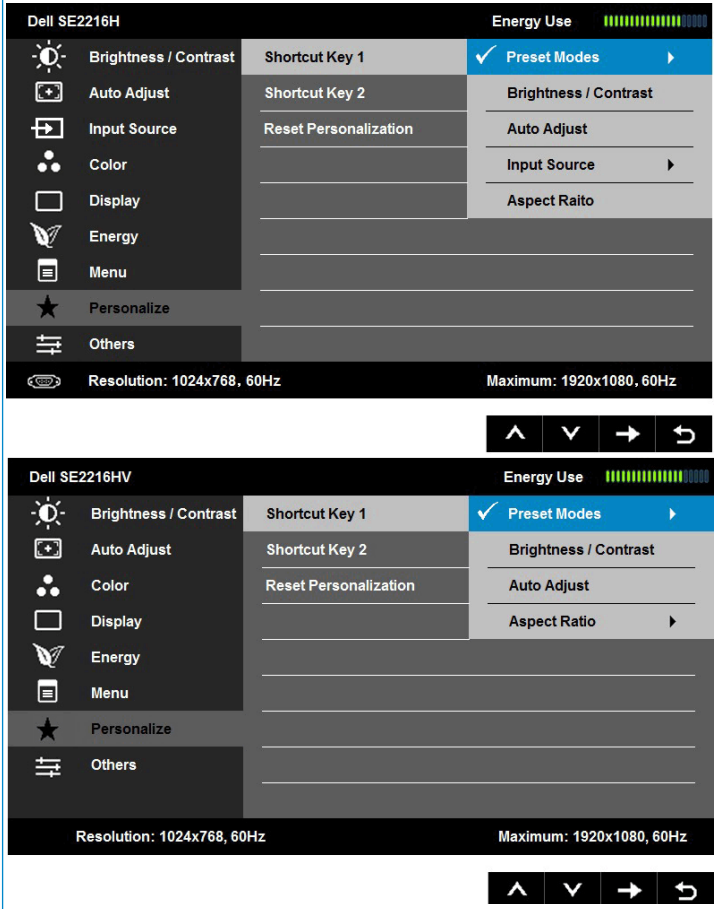 Dell SE2216H Energy Use
Brightness / Contrast Shortcut Key 1 Preset Modes
Auto Adjust Shortcut Key 2 Brightness / Contrast
Input Source Reset Personalization Auto Adjust
Color Input Source
Display Aspect Raito
Energy
Menu
Personalize
Others
Resolution: 1024x768, 60Hz Maximum: 1920x1080, 60Hz
Dell SE2216HV Energy Use
Brightness / Contrast Shortcut Key 1 Preset Modes
Auto Adjust Shortcut Key 2 Brightness / Contrast
Color Reset Personalization Auto Adjust
Display Aspect Ratio
Energy
Menu
Personalize
Others
Resolution: 1024x768, 60Hz Maximum: 1920x1080, 60Hz